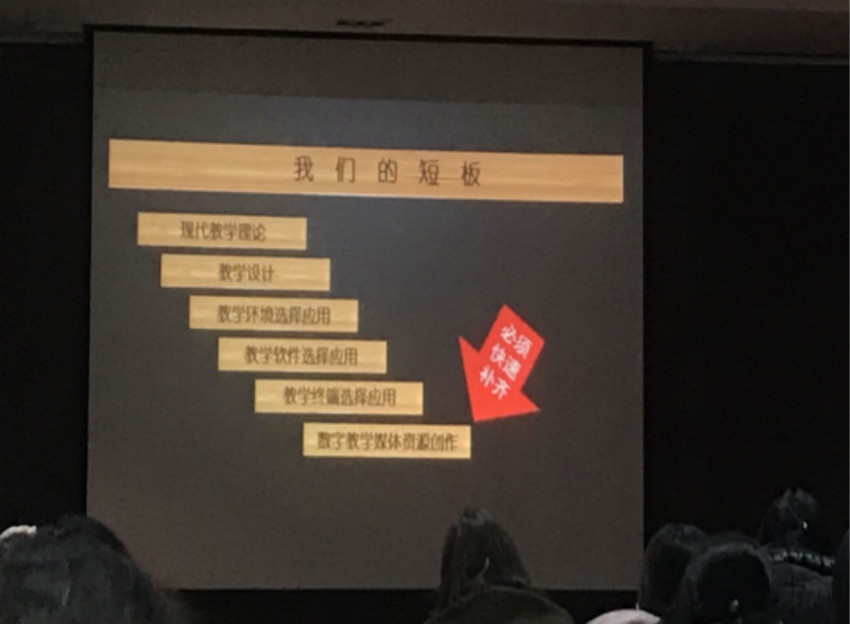 我们的短板
现代教学理论
教学设计
教学环境选择应用
教学软件选择应用
教学终端选择应用
数字教学媒体资源创作
必须
快速
补齐